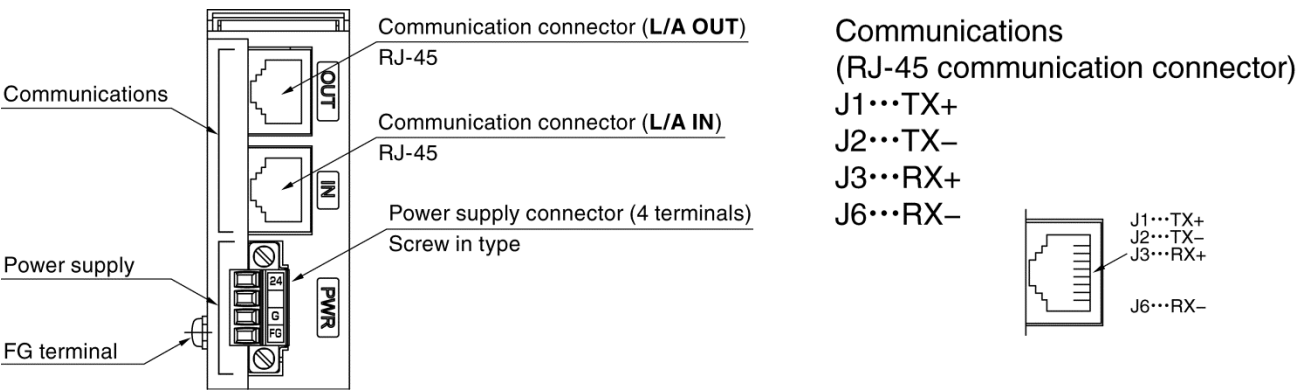 Communication connector (L/A OUT)
RJ-45
Communications
Communication connector (L/A IN)
RJ-45
Power supply connector (4 terminals)
Screw in type
Power supply
FG terminal
OUT
IN
PWR
24
G
FG
Communications
(RJ-45 communication connector)
J1···TX+
J2···TX−
J3···RX+
J6···RX−
J1···TX+
J2···TX−
J3···RX+
J6···RX−